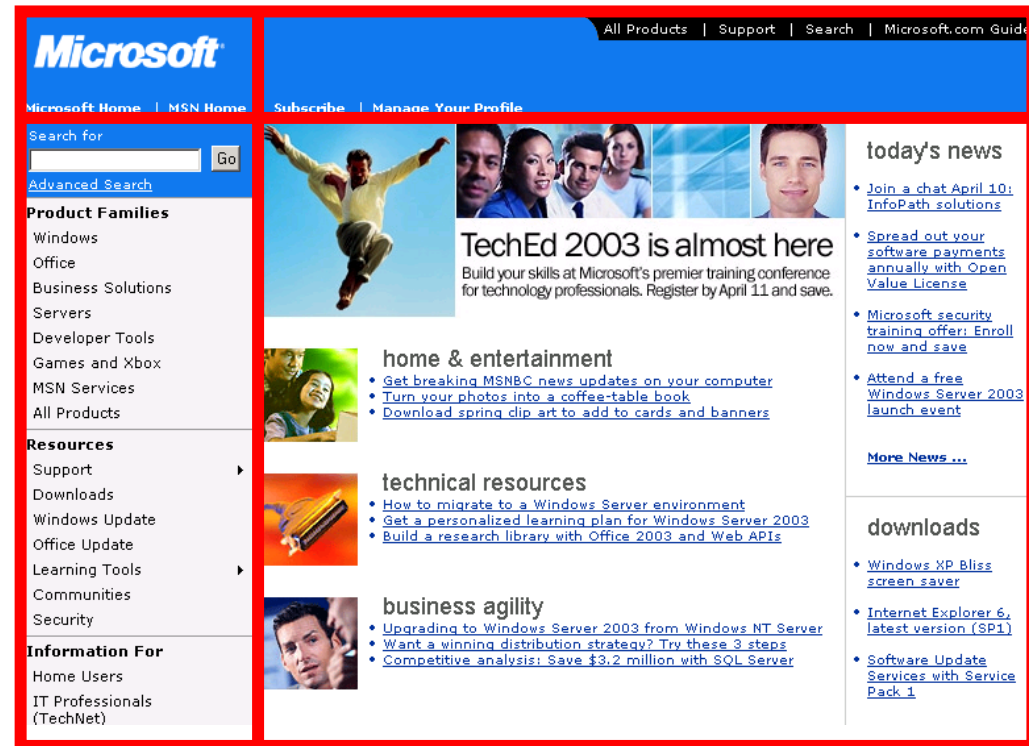 Microsoft
All Products | Support | Search | Microsoft.com Guide
Microsoft Home | MSN Home Subscribe | Manage Your Profile
Search for
Go
Advanced Search
Product Families
Windows
Office
Business Solutions
Servers
Developer Tools
Games and Xbox
MSN Services
All Products
Resources
Support
Downloads
Windows Update
Office Update
Learning Tools
Communities
Security
Information For
Home Users
IT Professionals
(TechNet)
TechEd 2003 is almost here
Build your skills at Microsoft's premier training conference
for technology professionals. Register by April 11 and save.
home & entertainment
• Get breaking MSNBC news updates on your computer
• Turn your photos into a coffee-table book
• Download spring clip art to add to cards and banners
technical resources
• How to migrate to a Windows Server environment
• Get a personalized learning plan for Windows Server 2003
• Build a research library with Office 2003 and Web APIs
business agility
• Upgrading to Windows Server 2003 from Windows NT Server
• Want a winning distribution strategy? Try these 3 steps
• Competitive analysis: Save $3.2 million with SQL Server
today's news
• Join a chat April 10:
InfoPath solutions
• Spread out your
software payments
annually with Open
Value License
• Microsoft security
training offer: Enroll
now and save
• Attend a free
Windows Server 2003
launch event
More News ...
downloads
• Windows XP Bliss
screen saver
• Internet Explorer 6,
latest version (SP1)
• Software Update
Services with Service
Pack 1